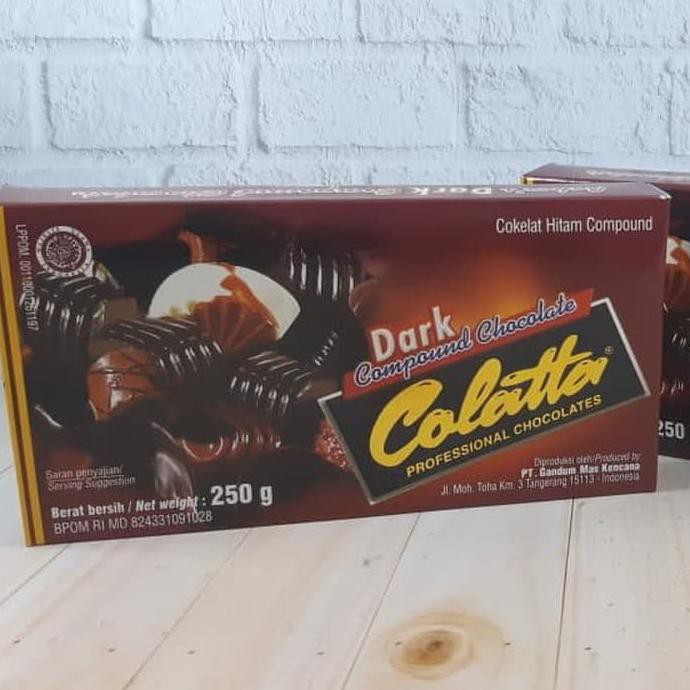 Cokelat Hitam Compound
Dark
Compound Chocolate
Colatta®
PROFESSIONAL CHOCOLATES
Diproduksi oleh/Produced by:
PT. Gandum Mas Kencana
Jl. Moh. Toha Km. 3 Tangerang 15113 - Indonesia
Saran penyajian/
Serving Suggestion
Berat bersih / Net weight : 250 g
BPOM RI MD 824331091028
250